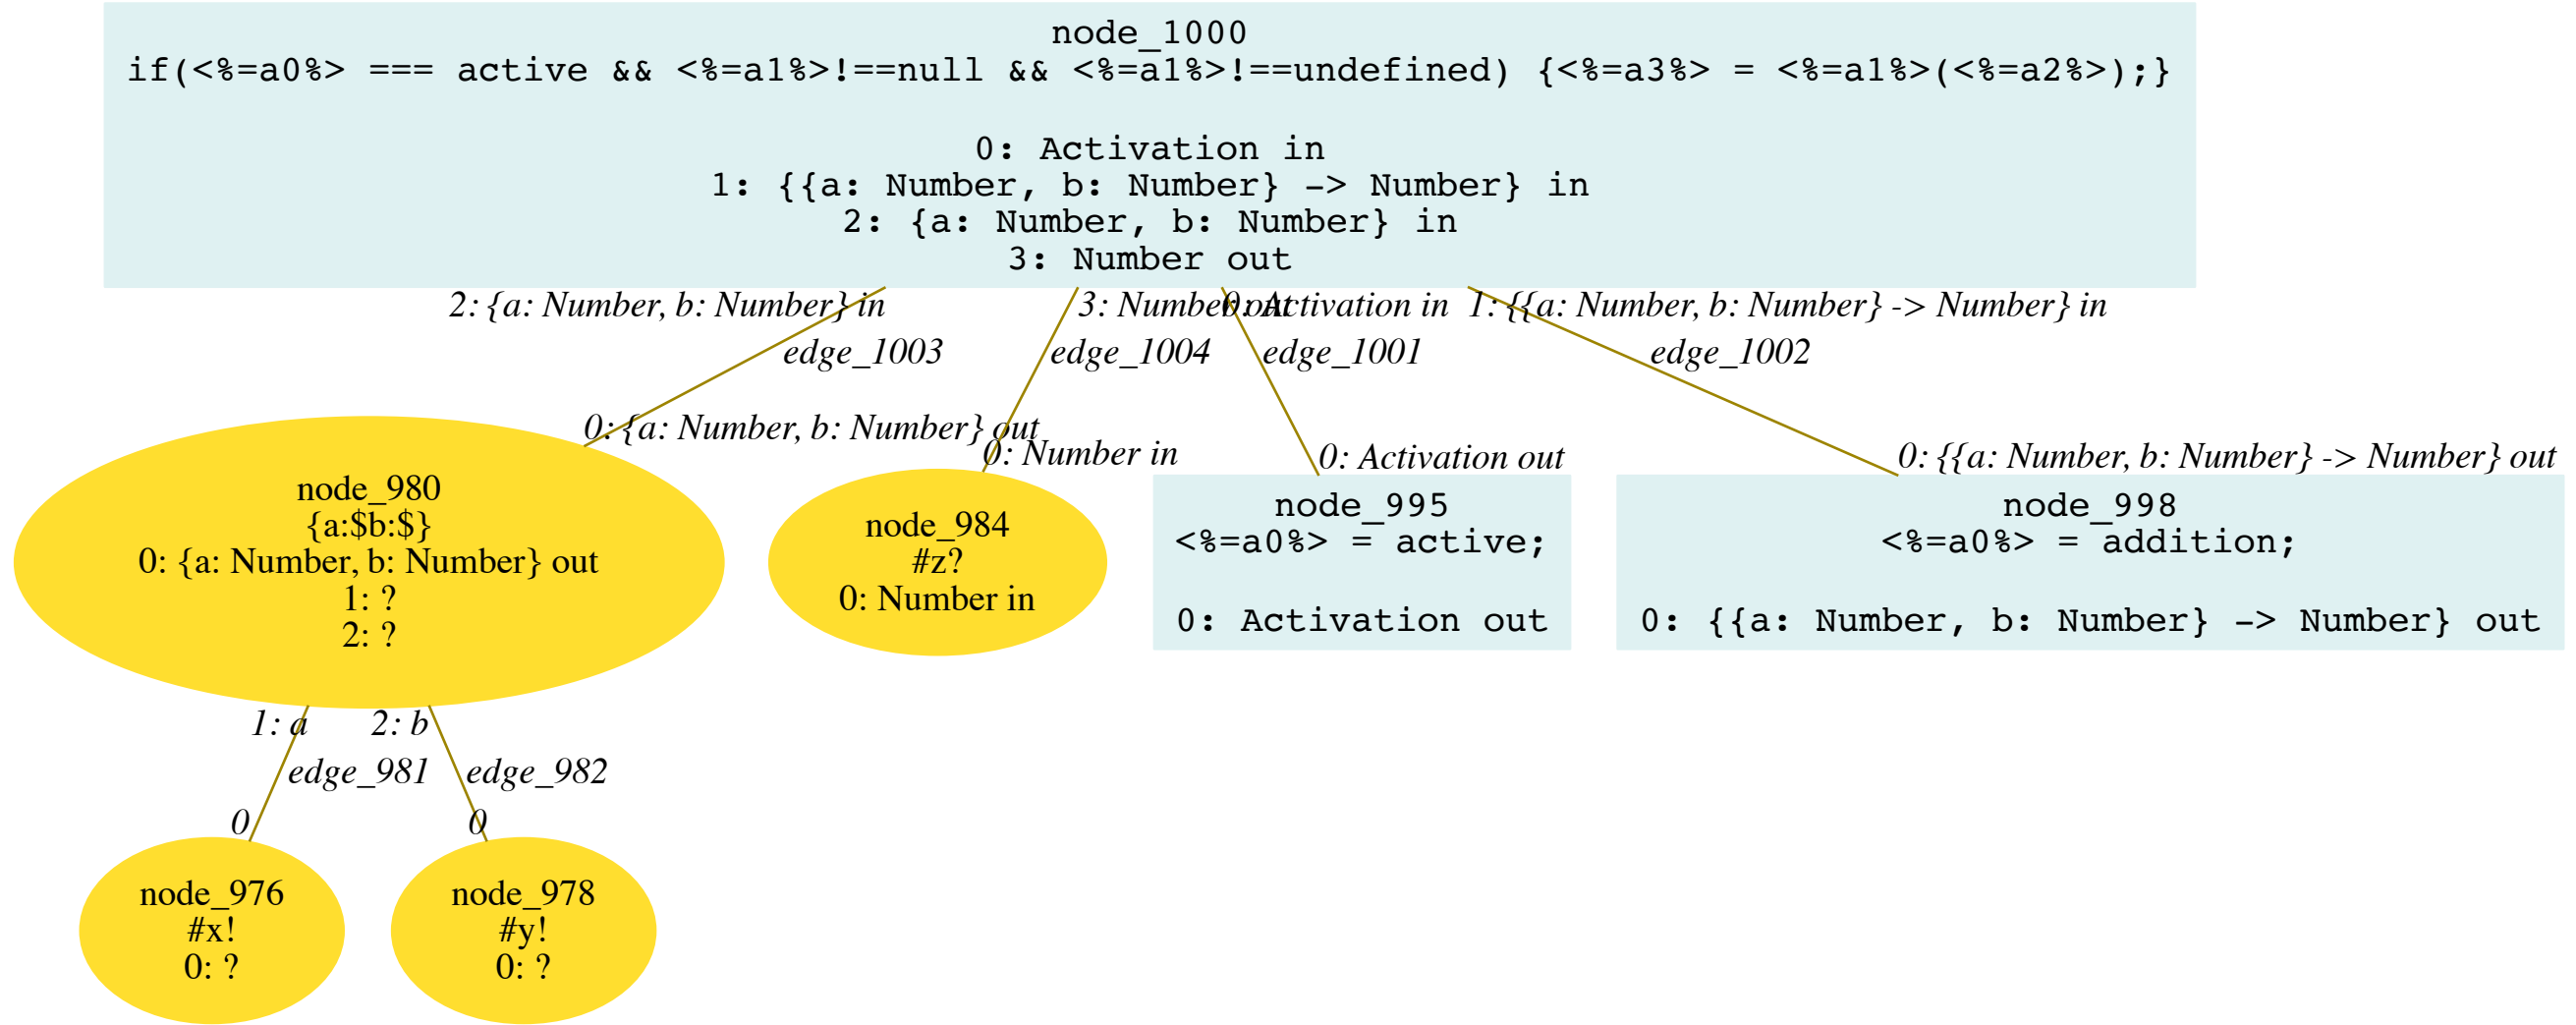 node_1000
if(<%=a0%> === active && <%=a1%>!==null && <%=a1%>!==undefined) {<%=a3%> = <%=a1%>(<%=a2%>);}
0: Activation in
1: {{a: Number, b: Number} -> Number} in
2: {a: Number, b: Number} in
3: Number out
2: {a: Number, b: Number} in
3: Number out
0: Activation in
1: {{a: Number, b: Number} -> Number} in
edge_1003
edge_1004
edge_1001
edge_1002
0: {a: Number, b: Number} out
0: Number in
0: Activation out
0: {{a: Number, b: Number} -> Number} out
node_980
{a:$b:$}
0: {a: Number, b: Number} out
1: ?
2: ?
node_984
#z?
0: Number in
node_995
<%=a0%> = active;
0: Activation out
node_998
<%=a0%> = addition;
0: {{a: Number, b: Number} -> Number} out
1: a
2: b
edge_981
edge_982
0
0
node_976
#x!
0: ?
node_978
#y!
0: ?